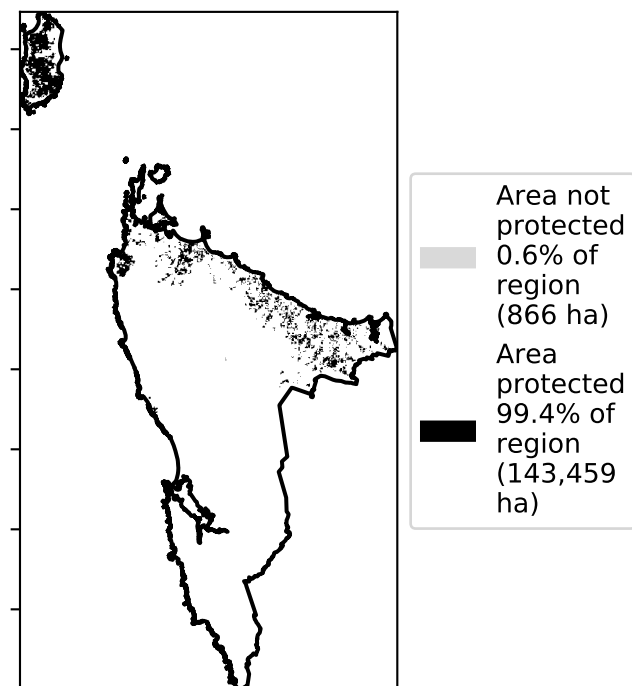 Area not
protected
0.6% of
region
(866 ha)
Area
protected
99.4% of
region
(143,459
ha)